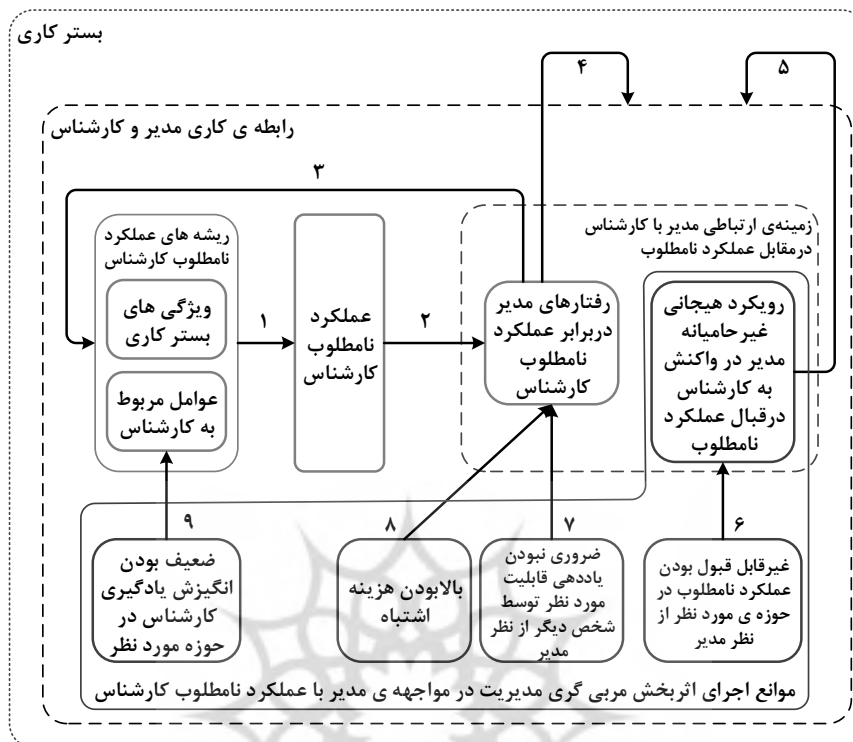 بستر کاری
۴
۵
رابطه ی کاری مدیر و کارشناس
۳
زمینه‌ی ارتباطی مدیر با کارشناس
درمقابل عملکرد نامطلوب
ریشه های عملکرد
نامطلوب کارشناس
ویژگی های
بستر کاری
عوامل مربوط
به کارشناس
۱
عملکرد
نامطلوب
کارشناس
۲
رفتارهای مدیر
دربرابر عملکرد
نامطلوب
کارشناس
رویکرد هیجانی
غیرحامیانه
مدیر در واکنش
به کارشناس
درقبال عملکرد
نامطلوب
۹
۸
۷
۶
ضعیف بودن
انگیزش یادگیری
کارشناس در
حوزه مورد نظر
بالابودن هزینه
اشتباه
ضروری نبودن
یاددهی قابلیت
مورد نظر توسط
شخص دیگر از نظر
مدیر
غیرقابل قبول بودن
عملکرد نامطلوب در
حوزه ی مورد نظر از
نظر مدیر
موانع اجرای اثربخش مربی گری مدیریت در مواجهه ی مدیر با عملکرد نامطلوب کارشناس